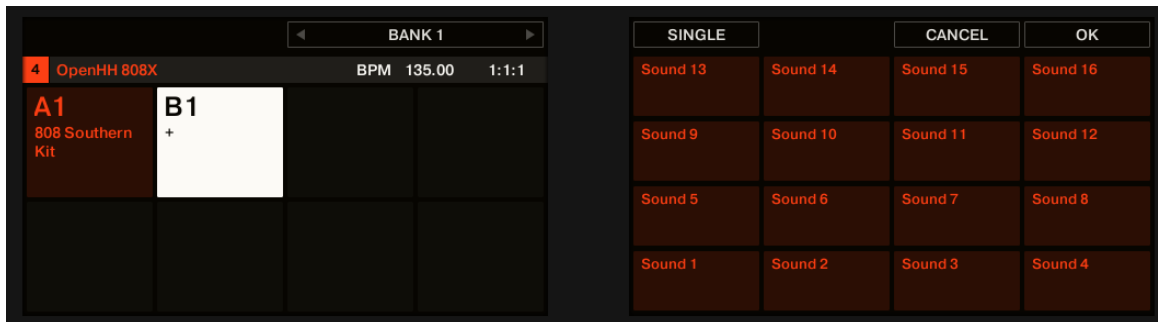 BANK 1
4 OpenHH 808X BPM 135.00 1:1:1
A1
808 Southern
Kit
B1
+
SINGLE CANCEL OK
Sound 13 Sound 14 Sound 15 Sound 16
Sound 9 Sound 10 Sound 11 Sound 12
Sound 5 Sound 6 Sound 7 Sound 8
Sound 1 Sound 2 Sound 3 Sound 4